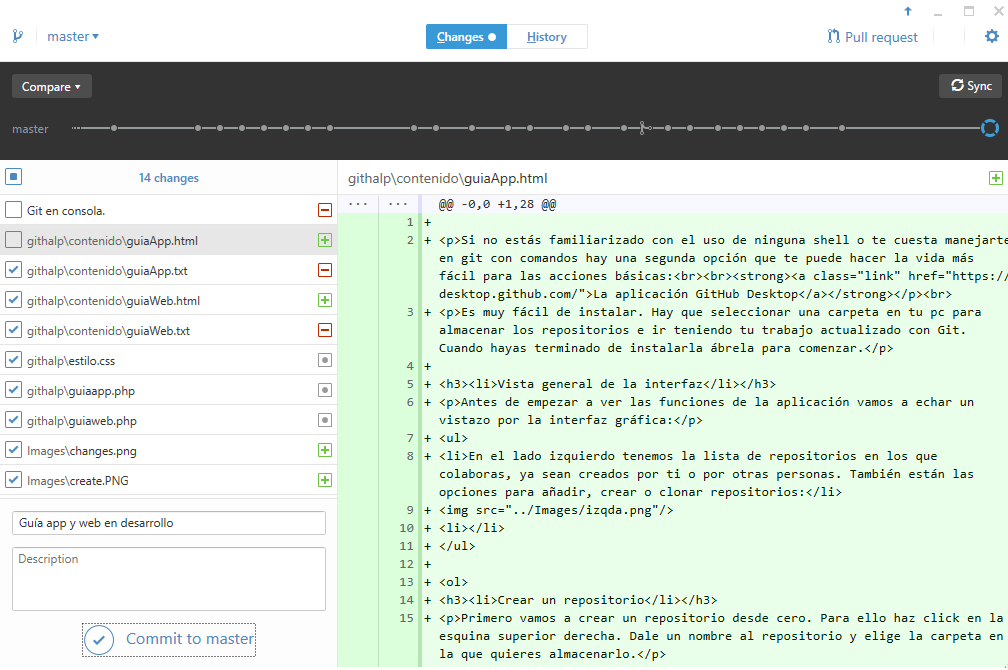 master
Changes
History
Pull request
Compare
Sync
master
14 changes
Git en consola.
githalp\contenido\guiaApp.html
githalp\contenido\guiaApp.txt
githalp\contenido\guiaWeb.html
githalp\contenido\guiaWeb.txt
githalp\estilo.css
githalp\guiaapp.php
githalp\guiaweb.php
Images\changes.png
Images\create.PNG
Guía app y web en desarrollo
Description
Commit to master
githalp\contenido\guiaApp.html
··· ··· @@ -0,0 +1,28 @@
1 +
2 + <p>Si no estás familiarizado con el uso de ninguna shell o te cuesta manejarte
en git con comandos hay una segunda opción que te puede hacer la vida más
fácil para las acciones básicas:<br><br><strong><a class="link" href="https://
desktop.github.com/">La aplicación GitHub Desktop</a></strong></p><br>
3 + <p>Es muy fácil de instalar. Hay que seleccionar una carpeta en tu pc para
almacenar los repositorios e ir teniendo tu trabajo actualizado con Git.
Cuando hayas terminado de instalarla ábrela para comenzar.</p>
4 +
5 + <h3><li>Vista general de la interfaz</li></h3>
6 + <p>Antes de empezar a ver las funciones de la aplicación vamos a echar un
vistazo por la interfaz gráfica:</p>
7 + <ul>
8 + <li>En el lado izquierdo tenemos la lista de repositorios en los que
colaboras, ya sean creados por ti o por otras personas. También están las
opciones para añadir, crear o clonar repositorios:</li>
9 + <img src="../Images/izqda.png"/>
10 + <li></li>
11 + </ul>
12 +
13 + <ol>
14 + <h3><li>Crear un repositorio</li></h3>
15 + <p>Primero vamos a crear un repositorio desde cero. Para ello haz click en la
esquina superior derecha. Dale un nombre al repositorio y elige la carpeta en
la que quieres almacenarlo.</p>